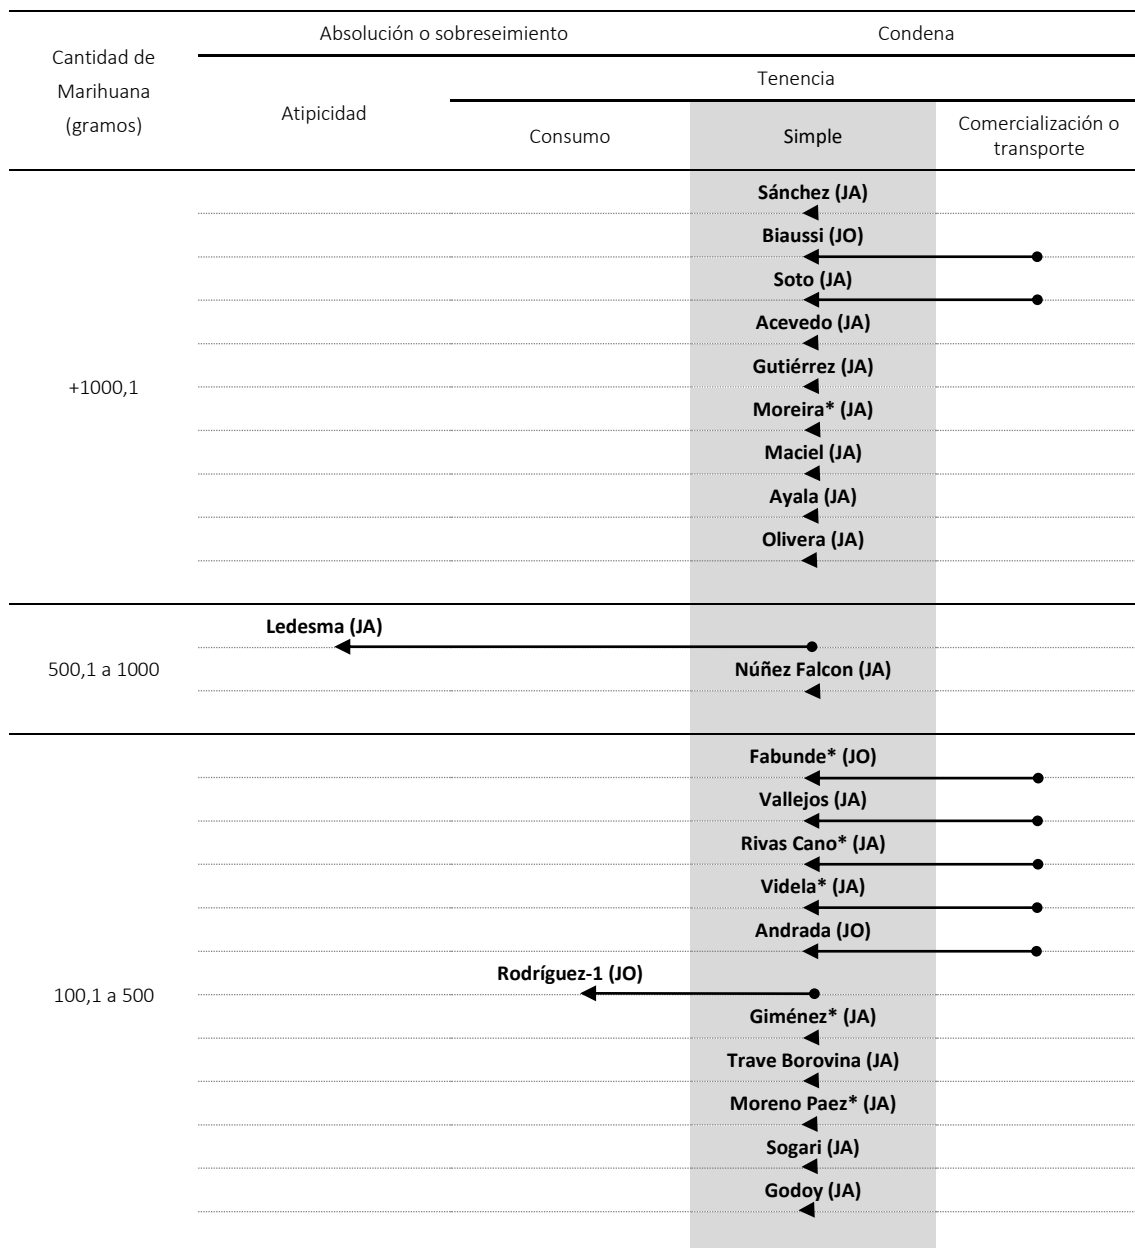 Cantidad de
Marihuana
(gramos)
Absolución o sobreseimiento
Condena
Atipicidad
Tenencia
Consumo
Simple
Comercialización o
transporte
+1000,1
Sánchez (JA)
Biaussi (JO)
Soto (JA)
Acevedo (JA)
Gutiérrez (JA)
Moreira* (JA)
Maciel (JA)
Ayala (JA)
Olivera (JA)
500,1 a 1000
Ledesma (JA)
Núñez Falcon (JA)
100,1 a 500
Fabunde* (JO)
Vallejos (JA)
Rivas Cano* (JA)
Videla* (JA)
Andrada (JO)
Rodríguez-1 (JO)
Giménez* (JA)
Trave Borovina (JA)
Moreno Paez* (JA)
Sogari (JA)
Godoy (JA)